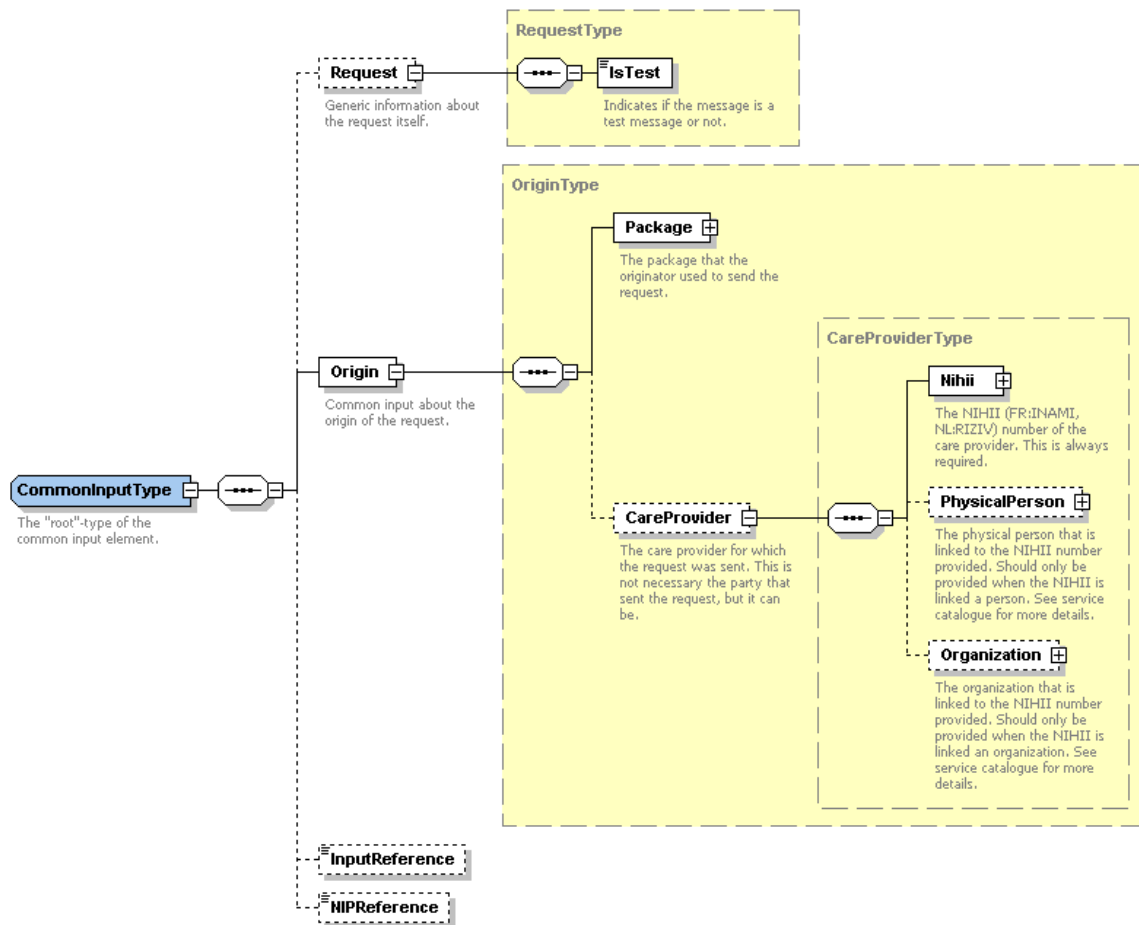 RequestType
Request
IsTest
Generic information about
the request itself.
Indicates if the message is a
test message or not.
OriginType
Package
The package that the
originator used to send the
request.
CareProviderType
Origin
Common input about the
origin of the request.
Nihii
The NIHII (FR:INAMI,
NL:RIZIV) number of the
care provider. This is always
required.
CommonInputType
The "root"-type of the
common input element.
CareProvider
The care provider for which
the request was sent. This is
not necessary the party that
sent the request, but it can
be.
PhysicalPerson
The physical person that is
linked to the NIHII number
provided. Should only be
provided when the NIHII is
linked a person. See service
catalogue for more details.
Organization
The organization that is
linked to the NIHII number
provided. Should only be
provided when the NIHII is
linked an organization. See
service catalogue for more
details.
InputReference
NIPReference